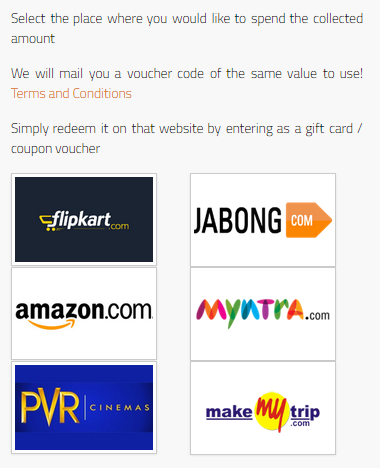 Select the place where you would like to spend the collected
amount
We will mail you a voucher code of the same value to use!
Terms and Conditions
Simply redeem it on that website by entering as a gift card /
coupon voucher
flipkart.com
JABONG COM
amazon.com
myntra.com
PVR CINEMAS
make my trip
.com